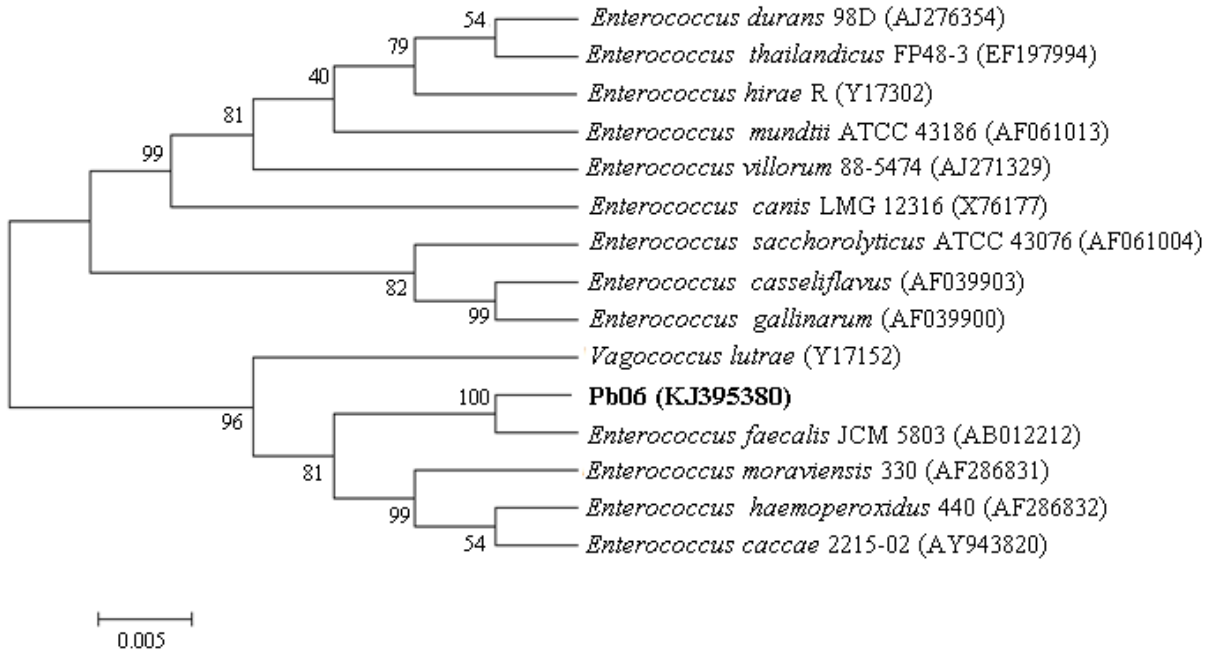 54
Enterococcus durans 98D (AJ276354)
79
Enterococcus thailandicus FP48-3 (EF197994)
40
Enterococcus hirae R (Y17302)
81
Enterococcus mundtii ATCC 43186 (AF061013)
99
Enterococcus villorum 88-5474 (AJ271329)
Enterococcus canis LMG 12316 (X76177)
Enterococcus sacchorolyticus ATCC 43076 (AF061004)
82
Enterococcus casseliflavus (AF039903)
99
Enterococcus gallinarum (AF039900)
Vagococcus lutrae (Y17152)
100
Pb06 (KJ395380)
96
Enterococcus faecalis JCM 5803 (AB012212)
81
Enterococcus moraviensis 330 (AF286831)
99
Enterococcus haemoperoxidus 440 (AF286832)
54
Enterococcus caccae 2215-02 (AY943820)
0.005